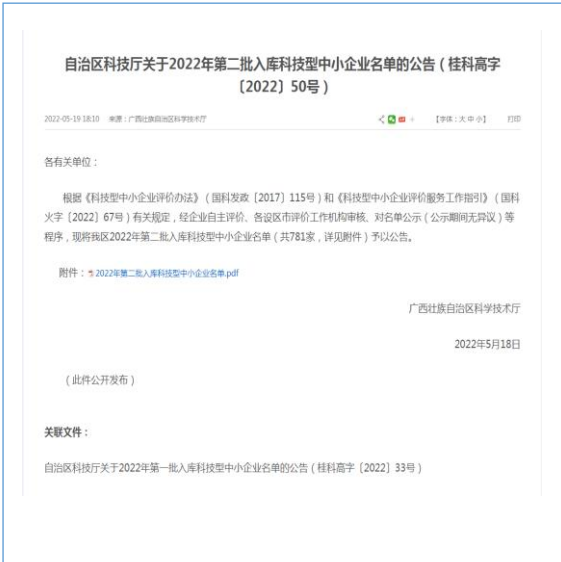 自治区科技厅关于2022年第二批入库科技型中小企业名单的公告（桂科高字
〔2022〕50号）
2022-05-19 18:10 来源：广西壮族自治区科学技术厅 【字体：大 中 小】 打印
各有关单位：
根据《科技型中小企业评价办法》（国科发政〔2017〕115号）和《科技型中小企业评价服务工作指引》（国科
火字〔2022〕67号）有关规定，经企业自主评价、各设区市评价工作机构审核、对名单公示（公示期间无异议）等
程序，现将我区2022年第二批入库科技型中小企业名单（共781家，详见附件）予以公告。
附件：2022年第二批入库科技型中小企业名单.pdf
广西壮族自治区科学技术厅
2022年5月18日
（此件公开发布）
关联文件：
自治区科技厅关于2022年第一批入库科技型中小企业名单的公告（桂科高字〔2022〕33号）